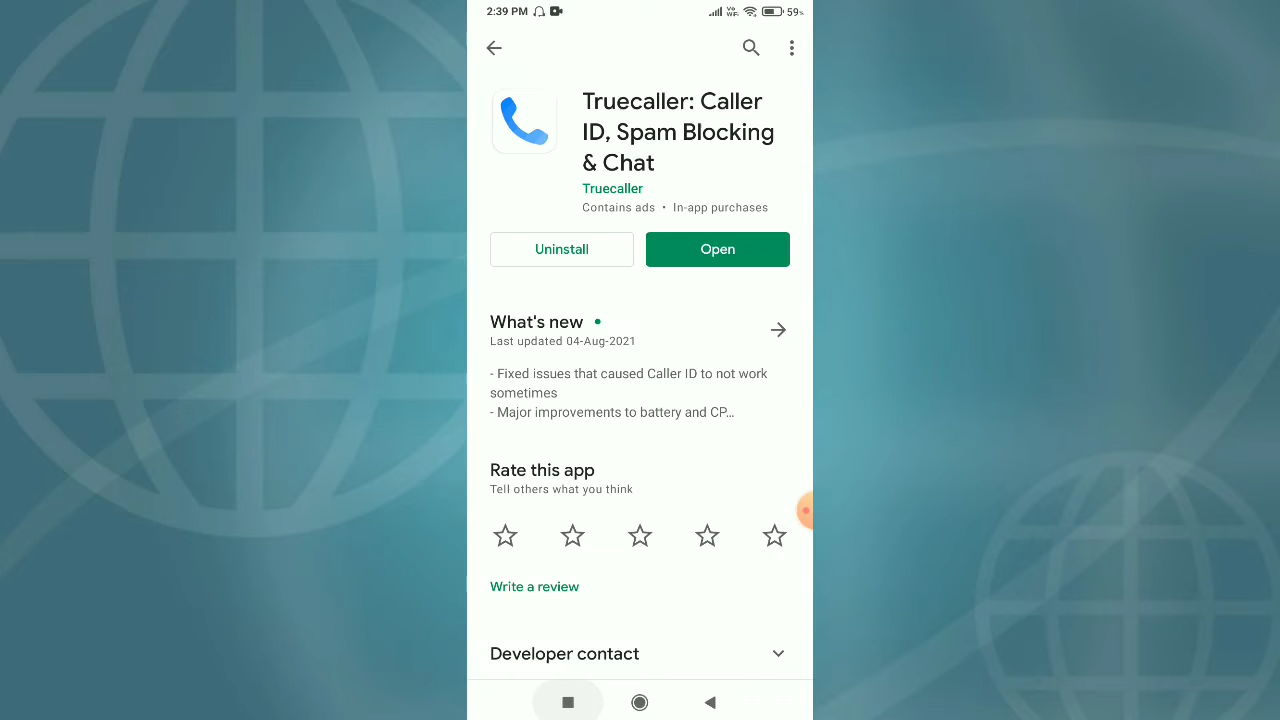 2:39 PM Vo WiFi 59%
Truecaller: Caller
ID, Spam Blocking
& Chat
Truecaller
Contains ads • In-app purchases
Uninstall Open
What's new •
Last updated 04-Aug-2021
- Fixed issues that caused Caller ID to not work
sometimes
- Major improvements to battery and CP...
Rate this app
Tell others what you think
Write a review
Developer contact